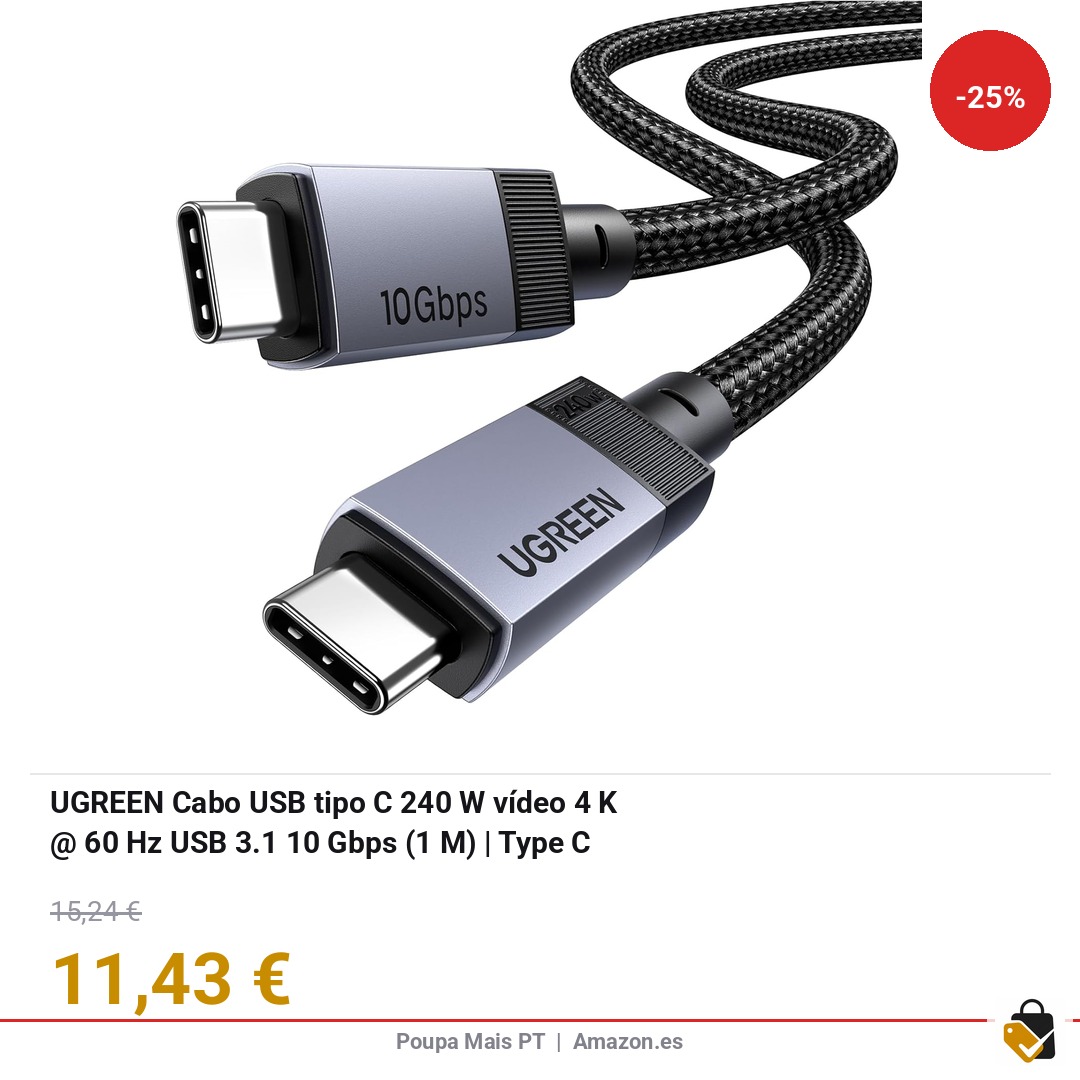 -25%
10Gbps
240W
UGREEN
UGREEN Cabo USB tipo C 240 W vídeo 4 K
@ 60 Hz USB 3.1 10 Gbps (1 M) | Type C
15,24 €
11,43 €
Poupa Mais PT | Amazon.es